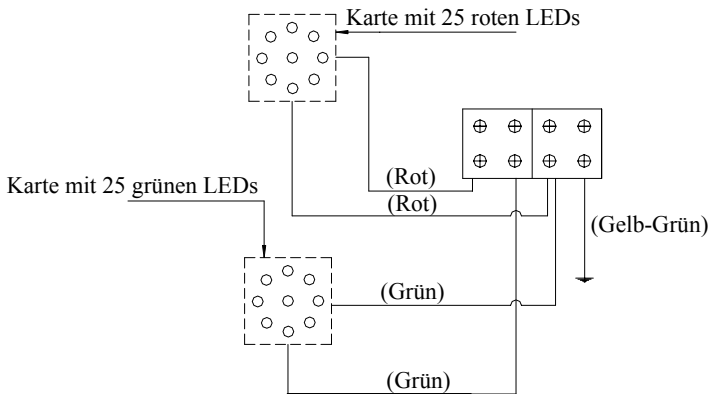 Karte mit 25 roten LEDs
(Rot)
Karte mit 25 grünen LEDs
(Rot)
(Gelb-Grün)
(Grün)
(Grün)